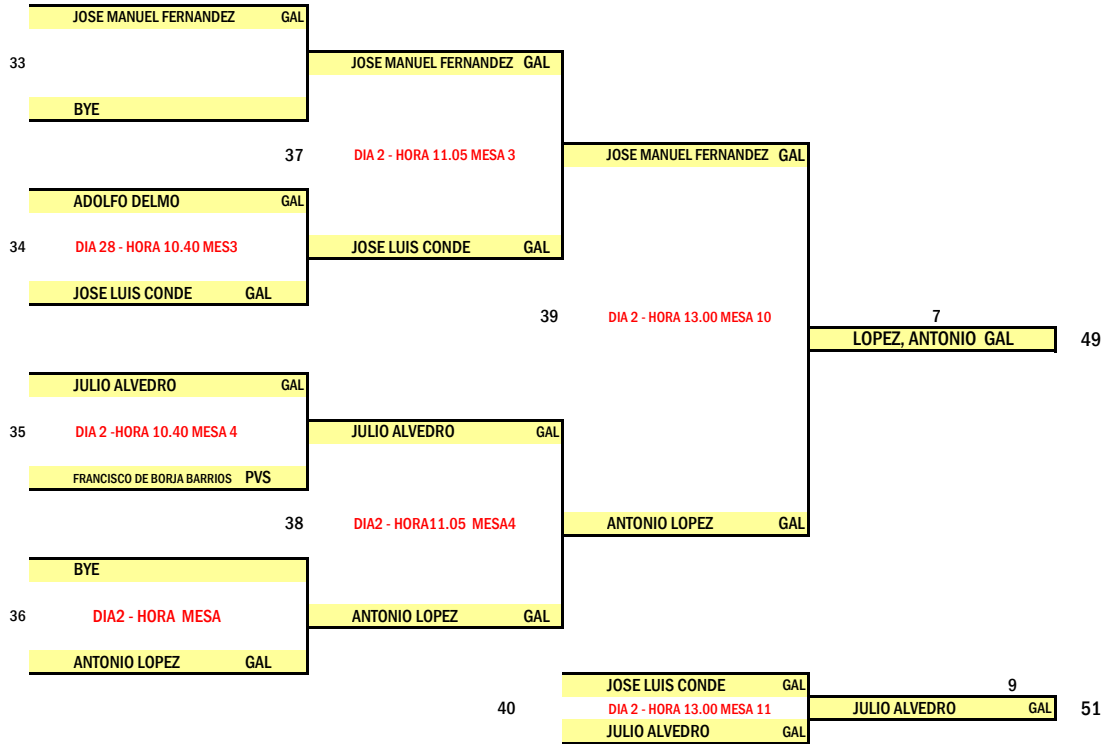 JOSE MANUEL FERNANDEZ GAL
33 JOSE MANUEL FERNANDEZ GAL
BYE
37 DIA 2 - HORA 11.05 MESA 3 JOSE MANUEL FERNANDEZ GAL
ADOLFO DELMO GAL
34 DIA 28 - HORA 10.40 MES3 JOSE LUIS CONDE GAL
JOSE LUIS CONDE GAL
39 DIA 2 - HORA 13.00 MESA 10 7
LOPEZ, ANTONIO GAL 49
JULIO ALVEDRO GAL
35 DIA 2 -HORA 10.40 MESA 4 JULIO ALVEDRO GAL
FRANCISCO DE BORJA BARRIOS PVS
38 DIA2 - HORA11.05 MESA4 ANTONIO LOPEZ GAL
BYE
36 DIA2 - HORA MESA ANTONIO LOPEZ GAL
ANTONIO LOPEZ GAL
JOSE LUIS CONDE GAL 9
40 DIA 2 - HORA 13.00 MESA 11 JULIO ALVEDRO GAL 51
JULIO ALVEDRO GAL